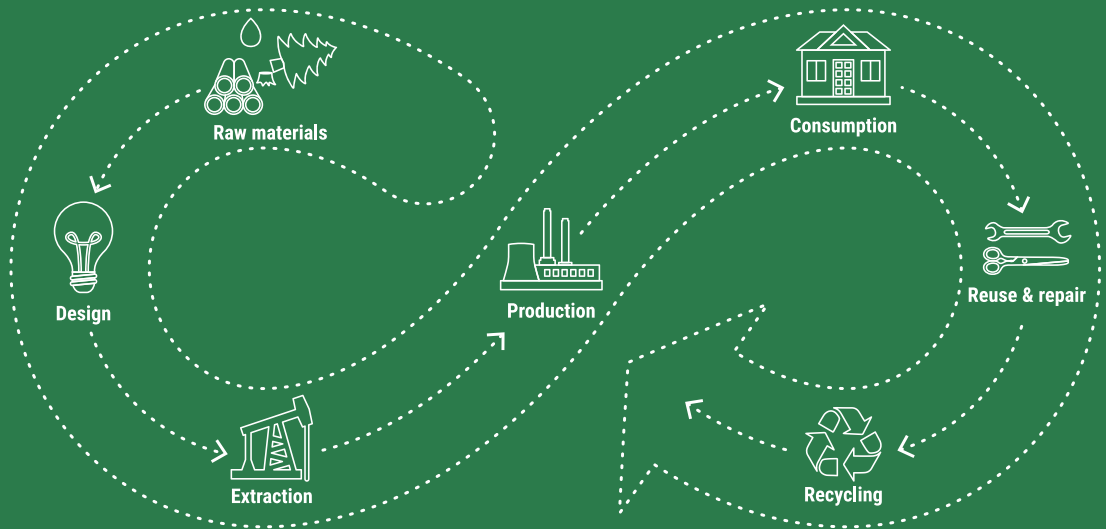 Raw materials
Design
Extraction
Production
Consumption
Reuse & repair
Recycling